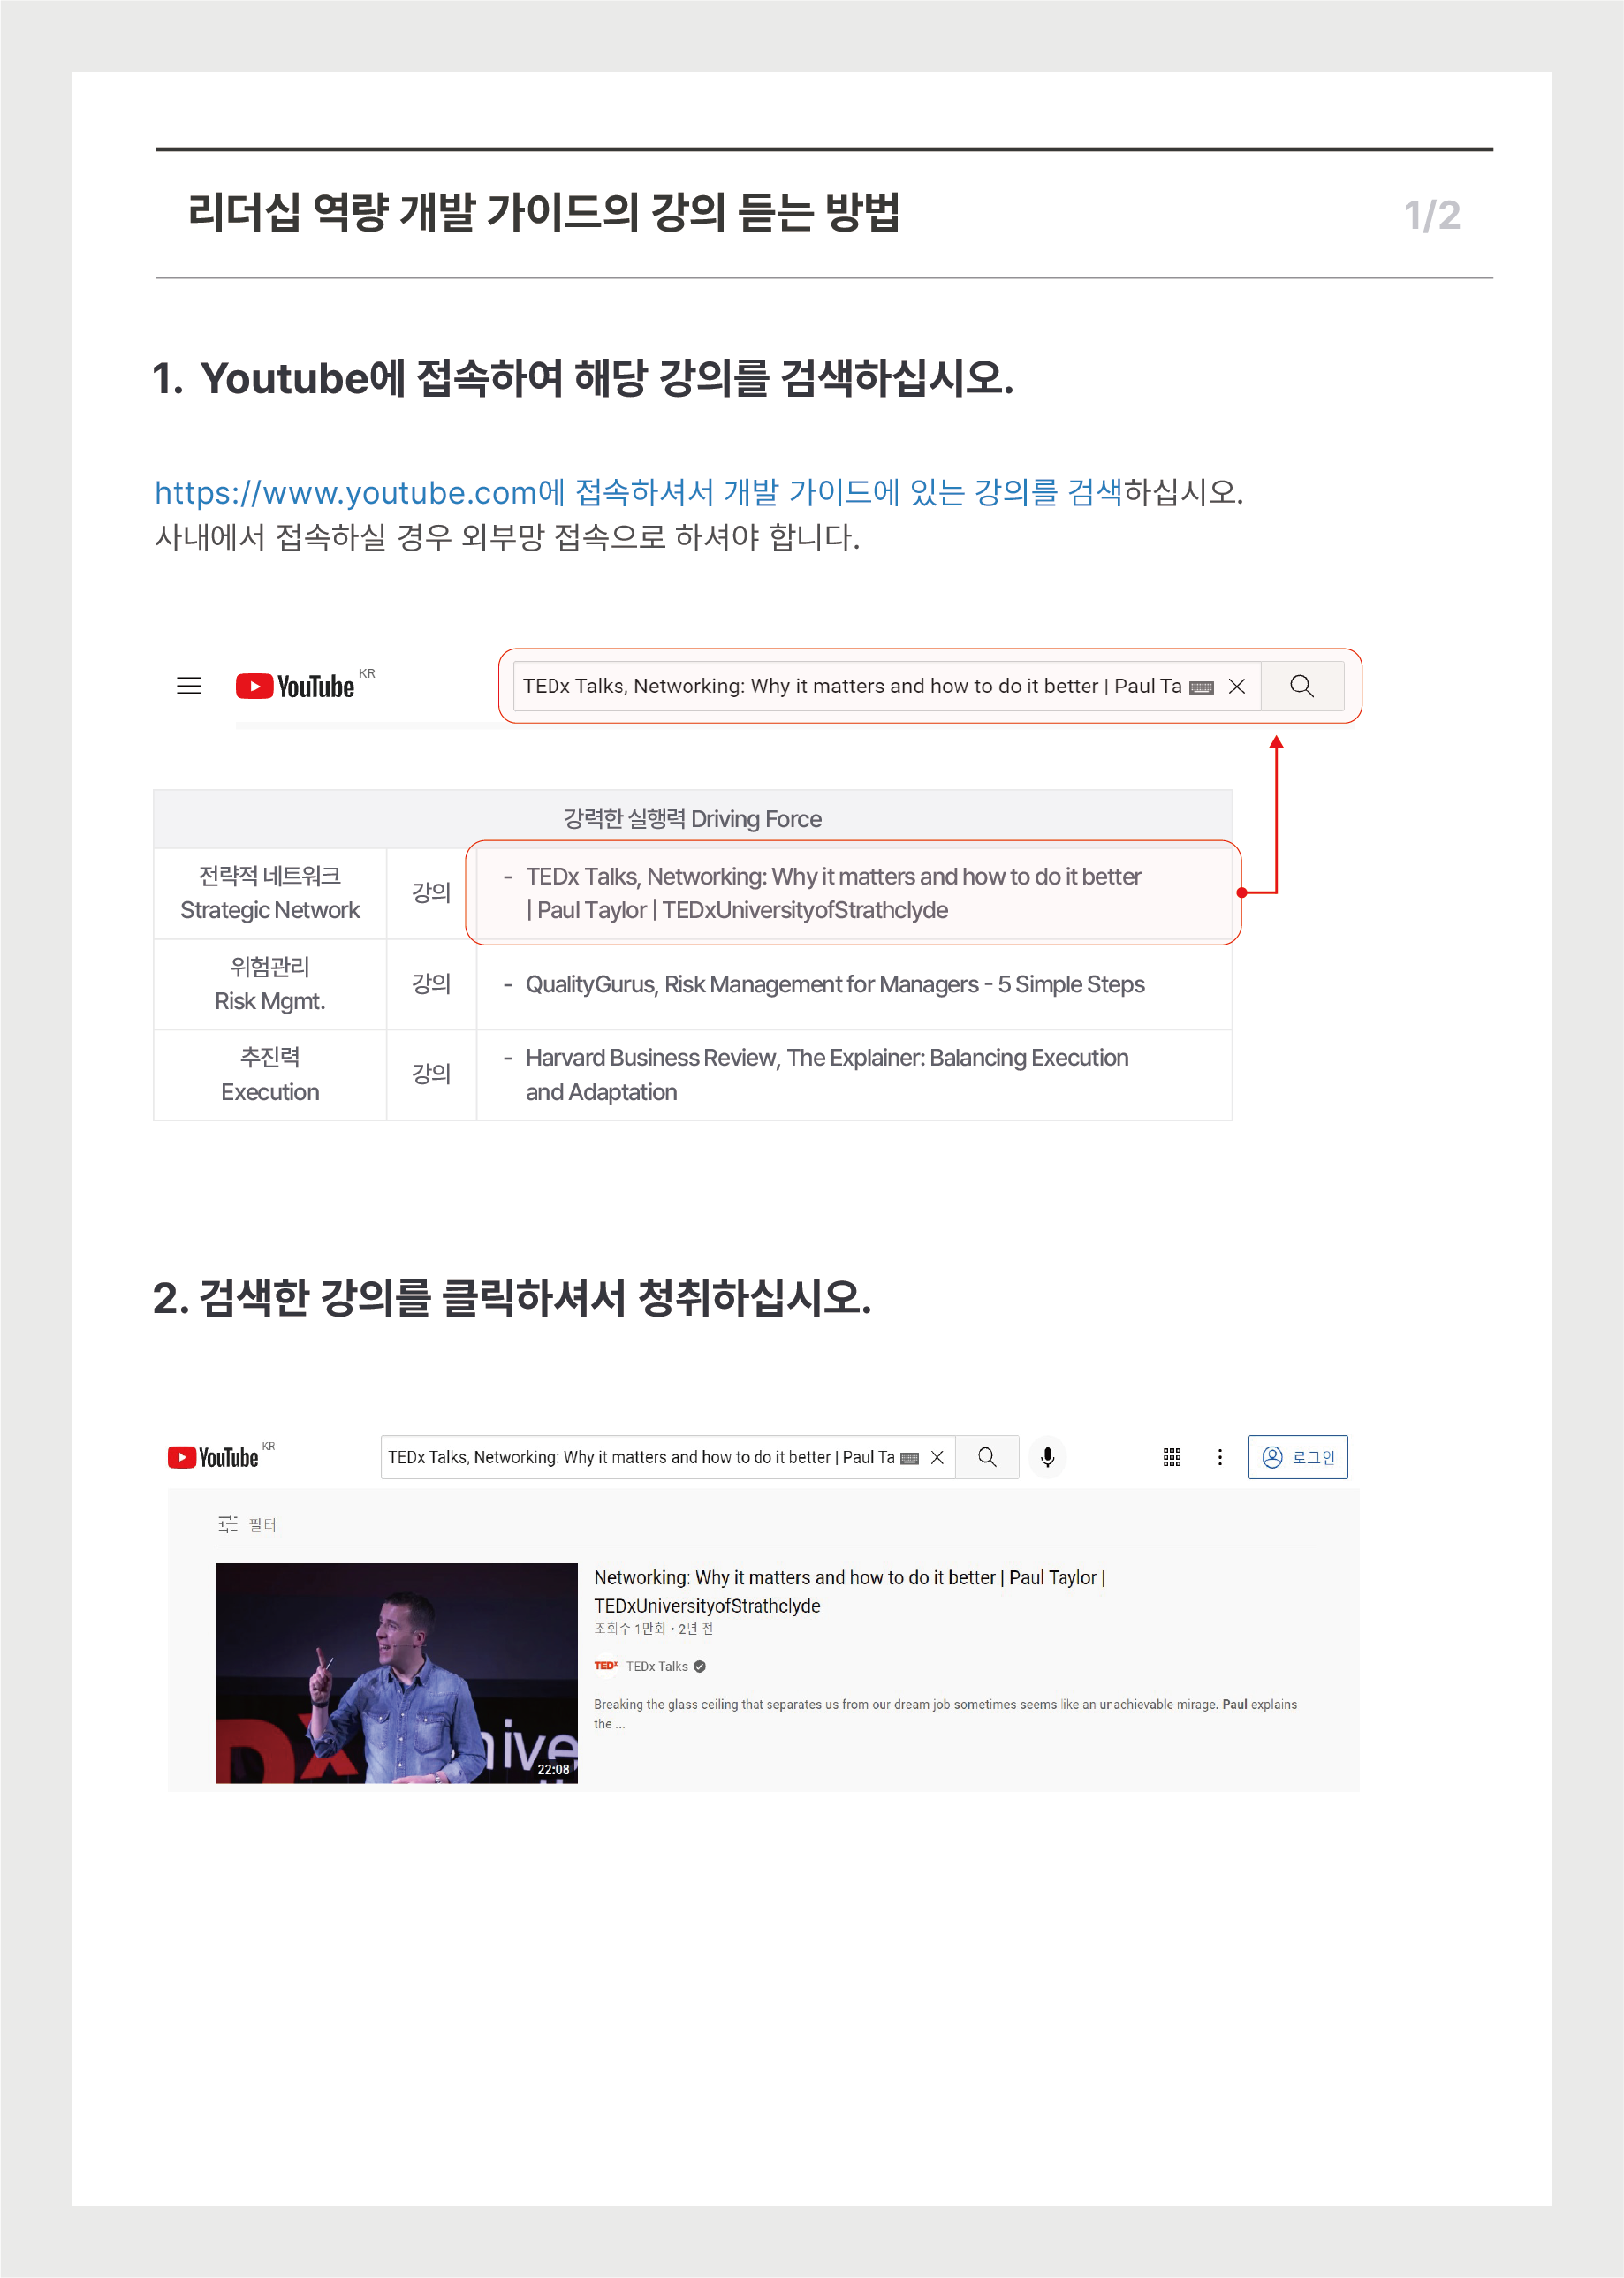 리더십 역량 개발 가이드의 강의 듣는 방법
1/2
1. Youtube에 접속하여 해당 강의를 검색하십시오.
https://www.youtube.com에 접속하셔서 개발 가이드에 있는 강의를 검색하십시오.
사내에서 접속하실 경우 외부망 접속으로 하셔야 합니다.
YouTube KR
TEDx Talks, Networking: Why it matters and how to do it better | Paul Ta
강력한 실행력 Driving Force
전략적 네트워크
Strategic Network
강의
- TEDx Talks, Networking: Why it matters and how to do it better
| Paul Taylor | TEDxUniversityofStrathclyde
위험관리
Risk Mgmt.
강의
- QualityGurus, Risk Management for Managers - 5 Simple Steps
추진력
Execution
강의
- Harvard Business Review, The Explainer: Balancing Execution
and Adaptation
2. 검색한 강의를 클릭하셔서 청취하십시오.
YouTube KR
TEDx Talks, Networking: Why it matters and how to do it better | Paul Ta
로그인
필터
Networking: Why it matters and how to do it better | Paul Taylor |
TEDxUniversityofStrathclyde
조회수 1만회 • 2년 전
TEDx TEDx Talks
Breaking the glass ceiling that separates us from our dream job sometimes seems like an unachievable mirage. Paul explains
the ...
Dx
nive
22:08